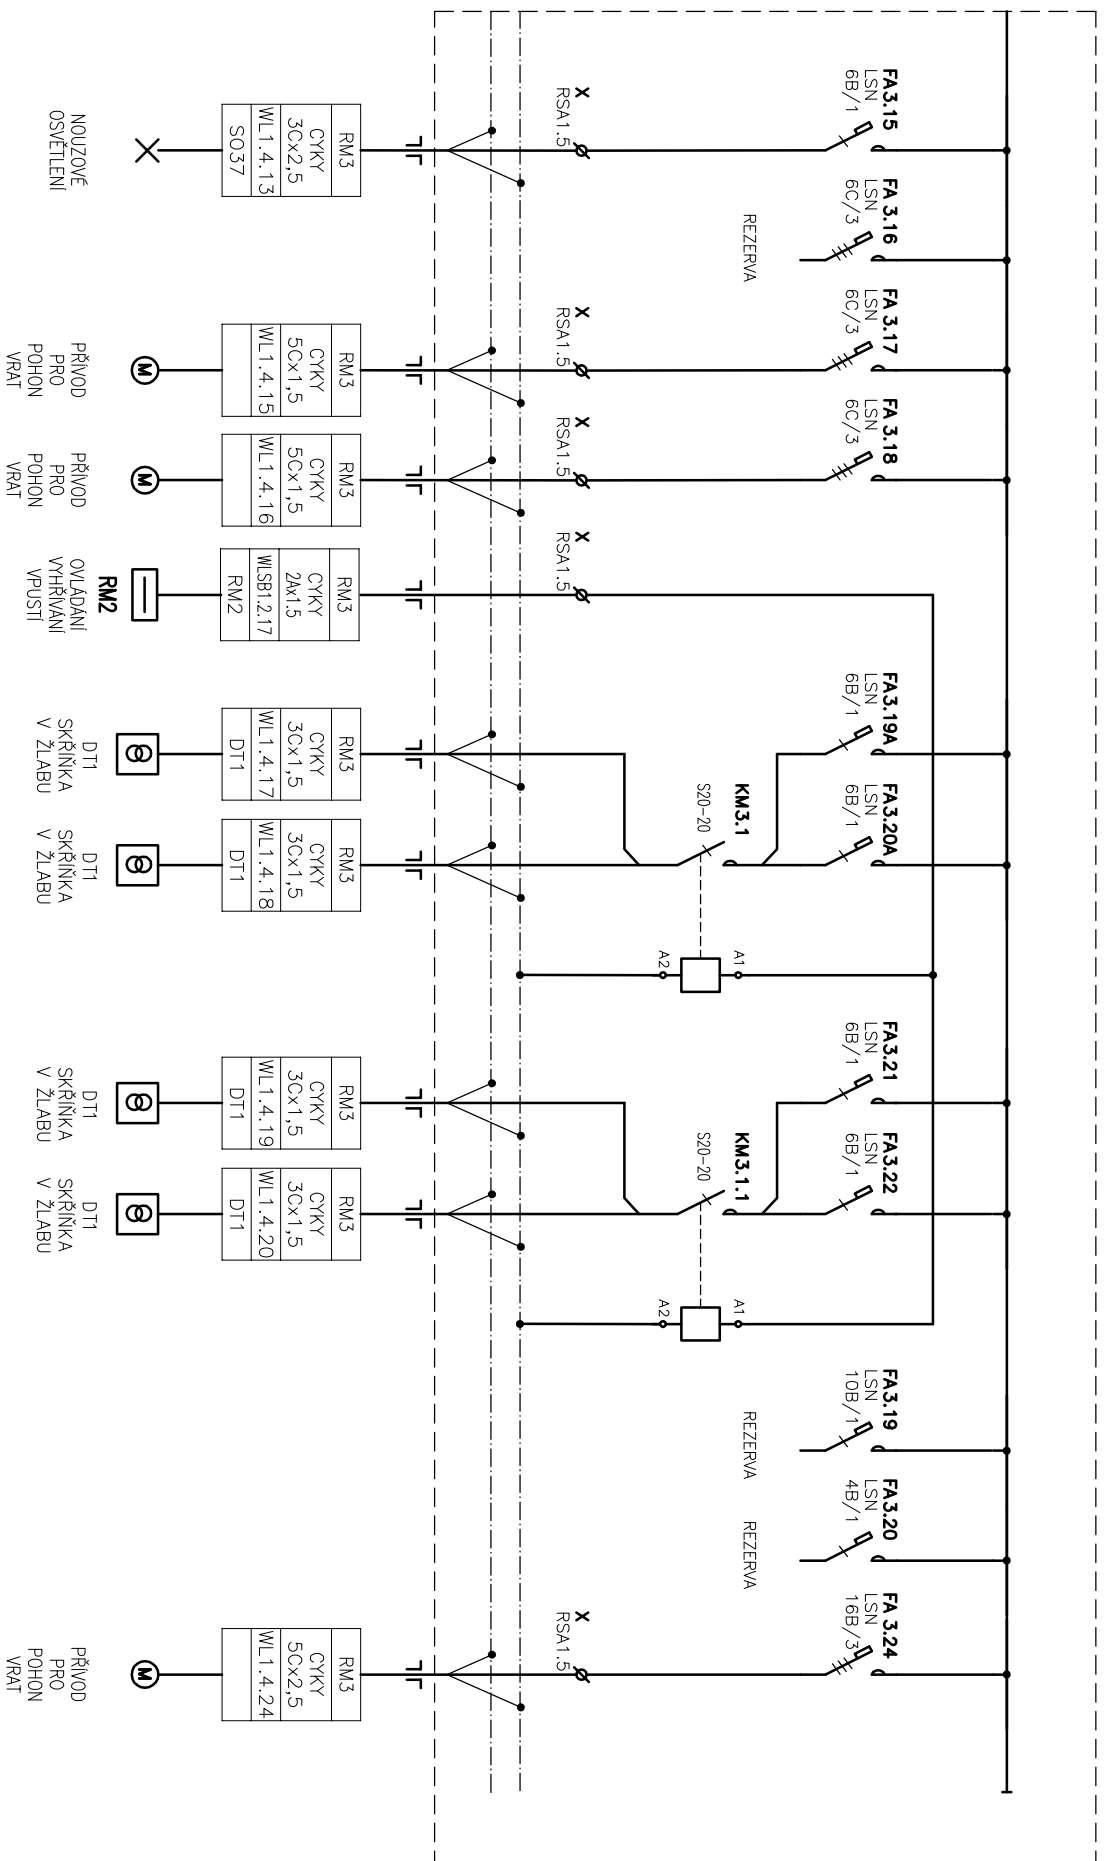 FA3.15
LSN
6B/1
X
RSA1.5
RM3
CYKY
3Cx2,5
WL1.4.13
SO37
NOUZOVÉ
OSVĚTLENÍ
FA 3.16
LSN
6C/3
REZERVA
FA 3.17
LSN
6C/3
X
RSA1.5
RM3
CYKY
5Cx1,5
WL1.4.15
M
PŘÍVOD
PRO
POHON
VRAT
FA 3.18
LSN
6C/3
X
RSA1.5
RM3
CYKY
5Cx1,5
WL1.4.16
M
PŘÍVOD
PRO
POHON
VRAT
X
RSA1.5
RM3
CYKY
2Ax1.5
WLSB1.2.17
RM2
RM2
OVLÁDÁNÍ
VYHŘÍVÁNÍ
VPUSTÍ
FA3.19A
LSN
6B/1
RM3
CYKY
3Cx1,5
WL1.4.17
DT1
DT1
SKŘÍŇKA
V ŽLABU
FA3.20A
LSN
6B/1
KM3.1
S20-20
A1
A2
RM3
CYKY
3Cx1,5
WL1.4.18
DT1
DT1
SKŘÍŇKA
V ŽLABU
FA3.21
LSN
6B/1
RM3
CYKY
3Cx1,5
WL1.4.19
DT1
DT1
SKŘÍŇKA
V ŽLABU
FA3.22
LSN
6B/1
KM3.1.1
S20-20
A1
A2
RM3
CYKY
3Cx1,5
WL1.4.20
DT1
DT1
SKŘÍŇKA
V ŽLABU
FA3.19
LSN
10B/1
REZERVA
FA3.20
LSN
4B/1
REZERVA
FA 3.24
LSN
16B/3
X
RSA1.5
RM3
CYKY
5Cx2,5
WL1.4.24
M
PŘÍVOD
PRO
POHON
VRAT